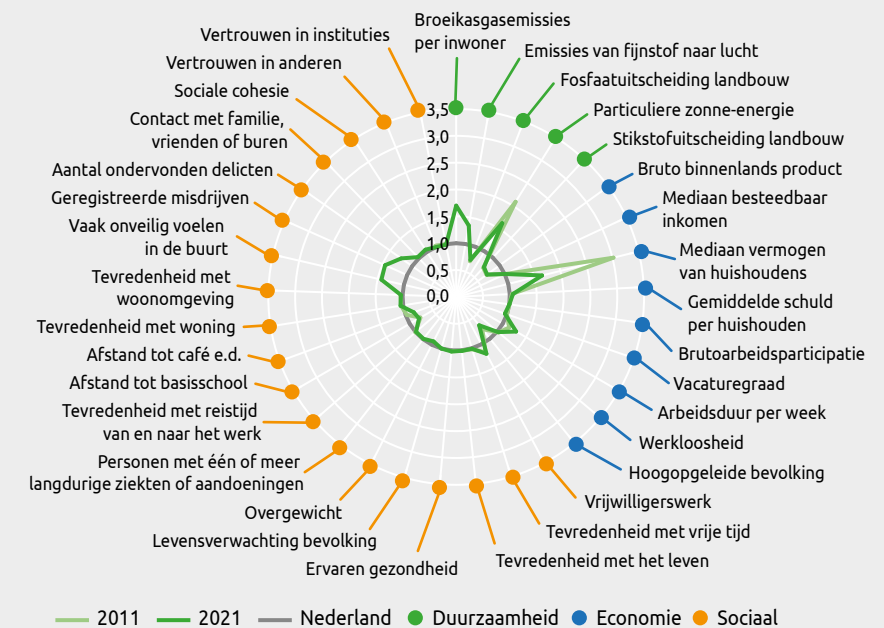 Broeikasgasemissies
per inwoner
Emissies van fijnstof naar lucht
Fosfaatuitscheiding landbouw
Particuliere zonne-energie
Stikstofuitscheiding landbouw
Bruto binnenlands product
Mediaan besteedbaar
inkomen
Mediaan vermogen
van huishoudens
Gemiddelde schuld
per huishouden
Brutoarbeidsparticipatie
Vacaturegraad
Arbeidsduur per week
Werkloosheid
Hoogopgeleide bevolking
Vrijwilligerswerk
Tevredenheid met vrije tijd
Tevredenheid met het leven
Ervaren gezondheid
Levensverwachting bevolking
Overgewicht
Personen met één of meer
langdurige ziekten of aandoeningen
Tevredenheid met reistijd
van en naar het werk
Afstand tot basisschool
Afstand tot café e.d.
Tevredenheid met woning
Tevredenheid met
woonomgeving
Vaak onveilig voelen
in de buurt
Geregistreerde misdrijven
Aantal ondervonden delicten
Contact met familie,
vrienden of buren
Sociale cohesie
Vertrouwen in anderen
Vertrouwen in instituties
3,5
3,0
2,5
2,0
1,5
1,0
0,5
0,0
2011 2021 Nederland Duurzaamheid Economie Sociaal